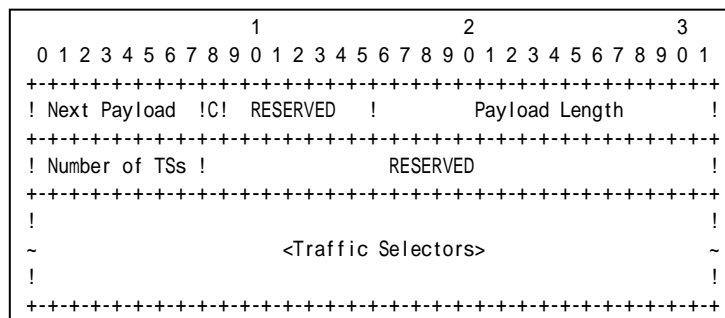 1                   2                   3
 0 1 2 3 4 5 6 7 8 9 0 1 2 3 4 5 6 7 8 9 0 1 2 3 4 5 6 7 8 9 0 1
+-+-+-+-+-+-+-+-+-+-+-+-+-+-+-+-+-+-+-+-+-+-+-+-+-+-+-+-+-+-+-+-+
! Next Payload  !C!  RESERVED   !         Payload Length        !
+-+-+-+-+-+-+-+-+-+-+-+-+-+-+-+-+-+-+-+-+-+-+-+-+-+-+-+-+-+-+-+-+
! Number of TSs !                 RESERVED                      !
+-+-+-+-+-+-+-+-+-+-+-+-+-+-+-+-+-+-+-+-+-+-+-+-+-+-+-+-+-+-+-+-+
!                                                               !
~                       <Traffic Selectors>                     ~
!                                                               !
+-+-+-+-+-+-+-+-+-+-+-+-+-+-+-+-+-+-+-+-+-+-+-+-+-+-+-+-+-+-+-+-+